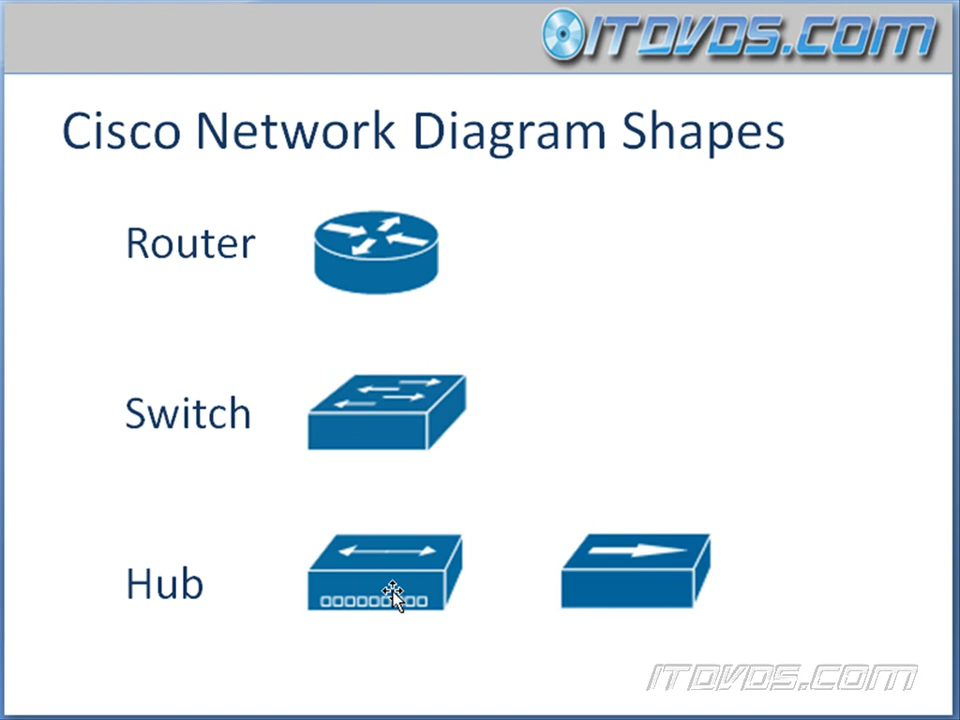 ITDVDS.COM
Cisco Network Diagram Shapes
Router
Switch
Hub
ITDVDS.COM